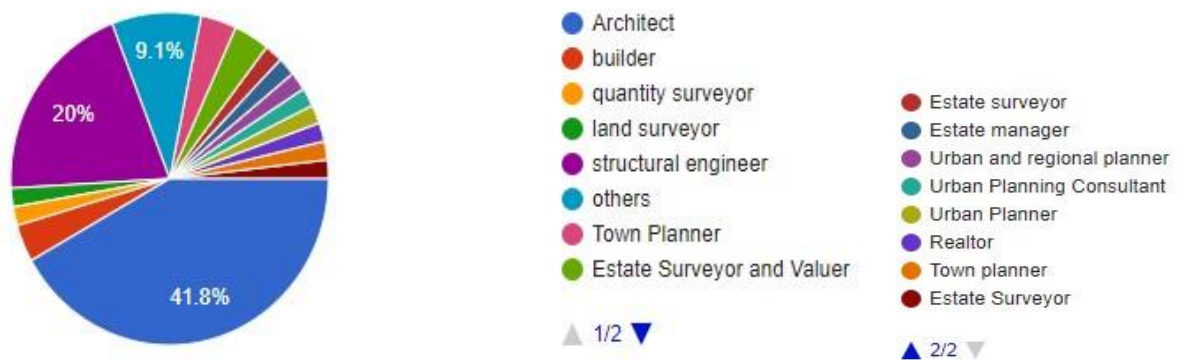 9.1%
20%
41.8%
Architect
builder
quantity surveyor
land surveyor
structural engineer
others
Town Planner
Estate Surveyor and Valuer
1/2
Estate surveyor
Estate manager
Urban and regional planner
Urban Planning Consultant
Urban Planner
Realtor
Town planner
Estate Surveyor
2/2